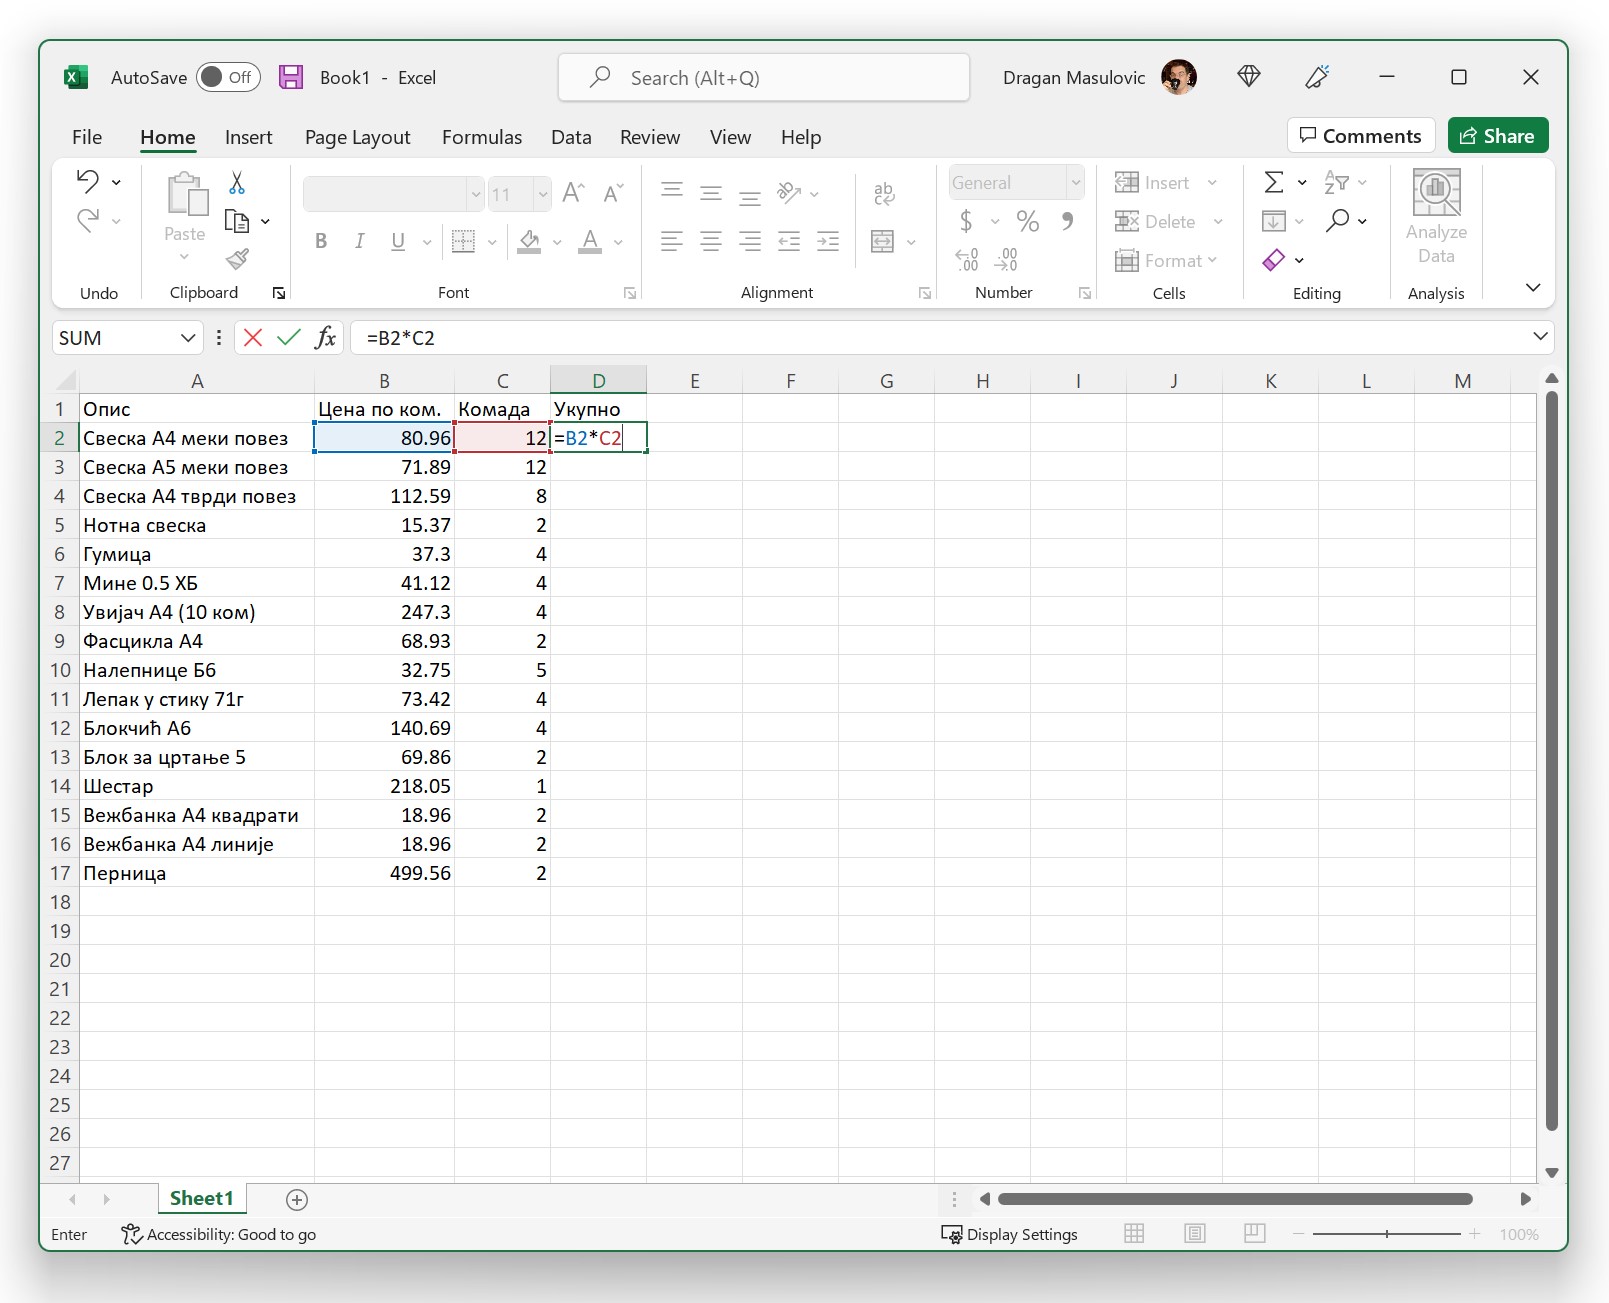 AutoSave Off Book1 - Excel Search (Alt+Q) Dragan Masulovic
File Home Insert Page Layout Formulas Data Review View Help Comments Share
Paste 11 General Insert Delete Format Analyze Data
B I U A $ % 9
Undo Clipboard Font Alignment Number Cells Editing Analysis
SUM fx =B2*C2
A B C D E F G H I J K L M
1 Опис Цена по ком. Комада Укупно
2 Свеска А4 меки повез 80.96 12 =B2*C2
3 Свеска А5 меки повез 71.89 12
4 Свеска А4 тврди повез 112.59 8
5 Нотна свеска 15.37 2
6 Гумица 37.3 4
7 Мине 0.5 ХБ 41.12 4
8 Увијач А4 (10 ком) 247.3 4
9 Фасцикла А4 68.93 2
10 Налепнице Б6 32.75 5
11 Лепак у стику 71г 73.42 4
12 Блокчић А6 140.69 4
13 Блок за цртање 5 69.86 2
14 Шестар 218.05 1
15 Вежбанка А4 квадрати 18.96 2
16 Вежбанка А4 линије 18.96 2
17 Перница 499.56 2
18
19
20
21
22
23
24
25
26
27
Sheet1
Enter Accessibility: Good to go Display Settings 100%